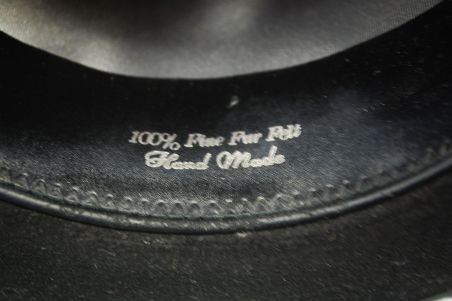 100% Fine Fur Felt
Hand Made